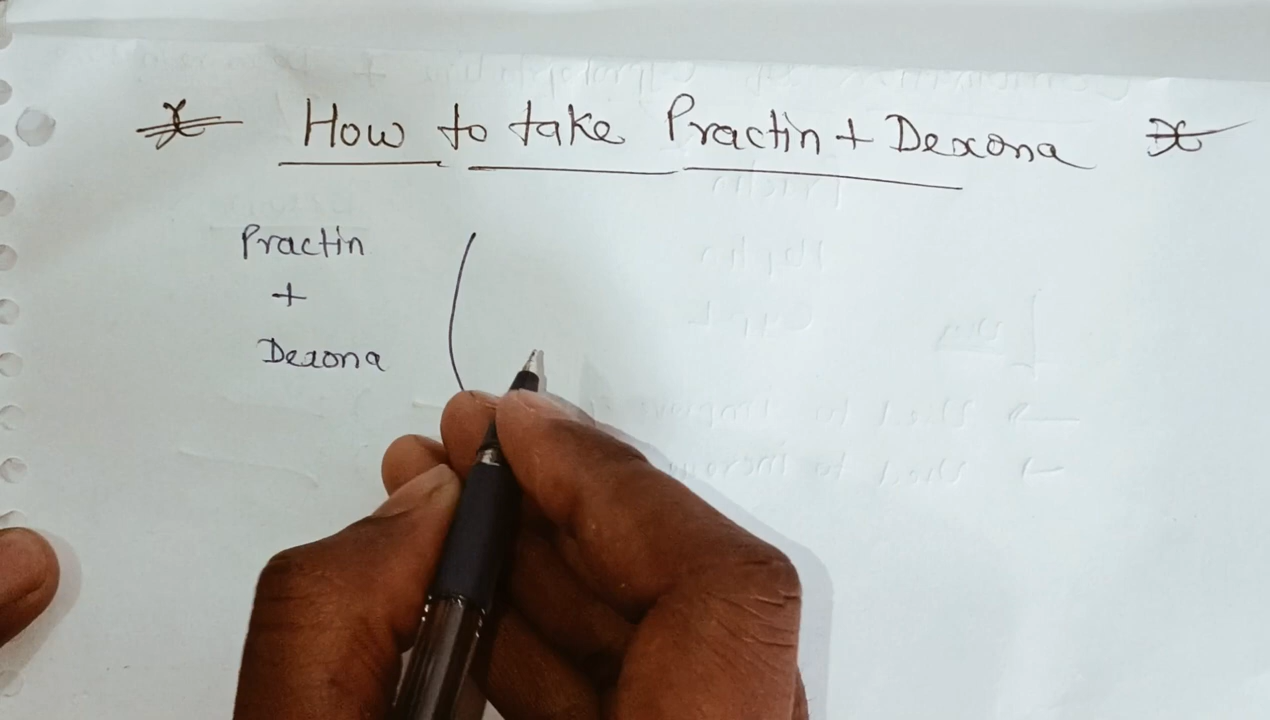 How to take Practin + Dexona
Practin
+
Dexona